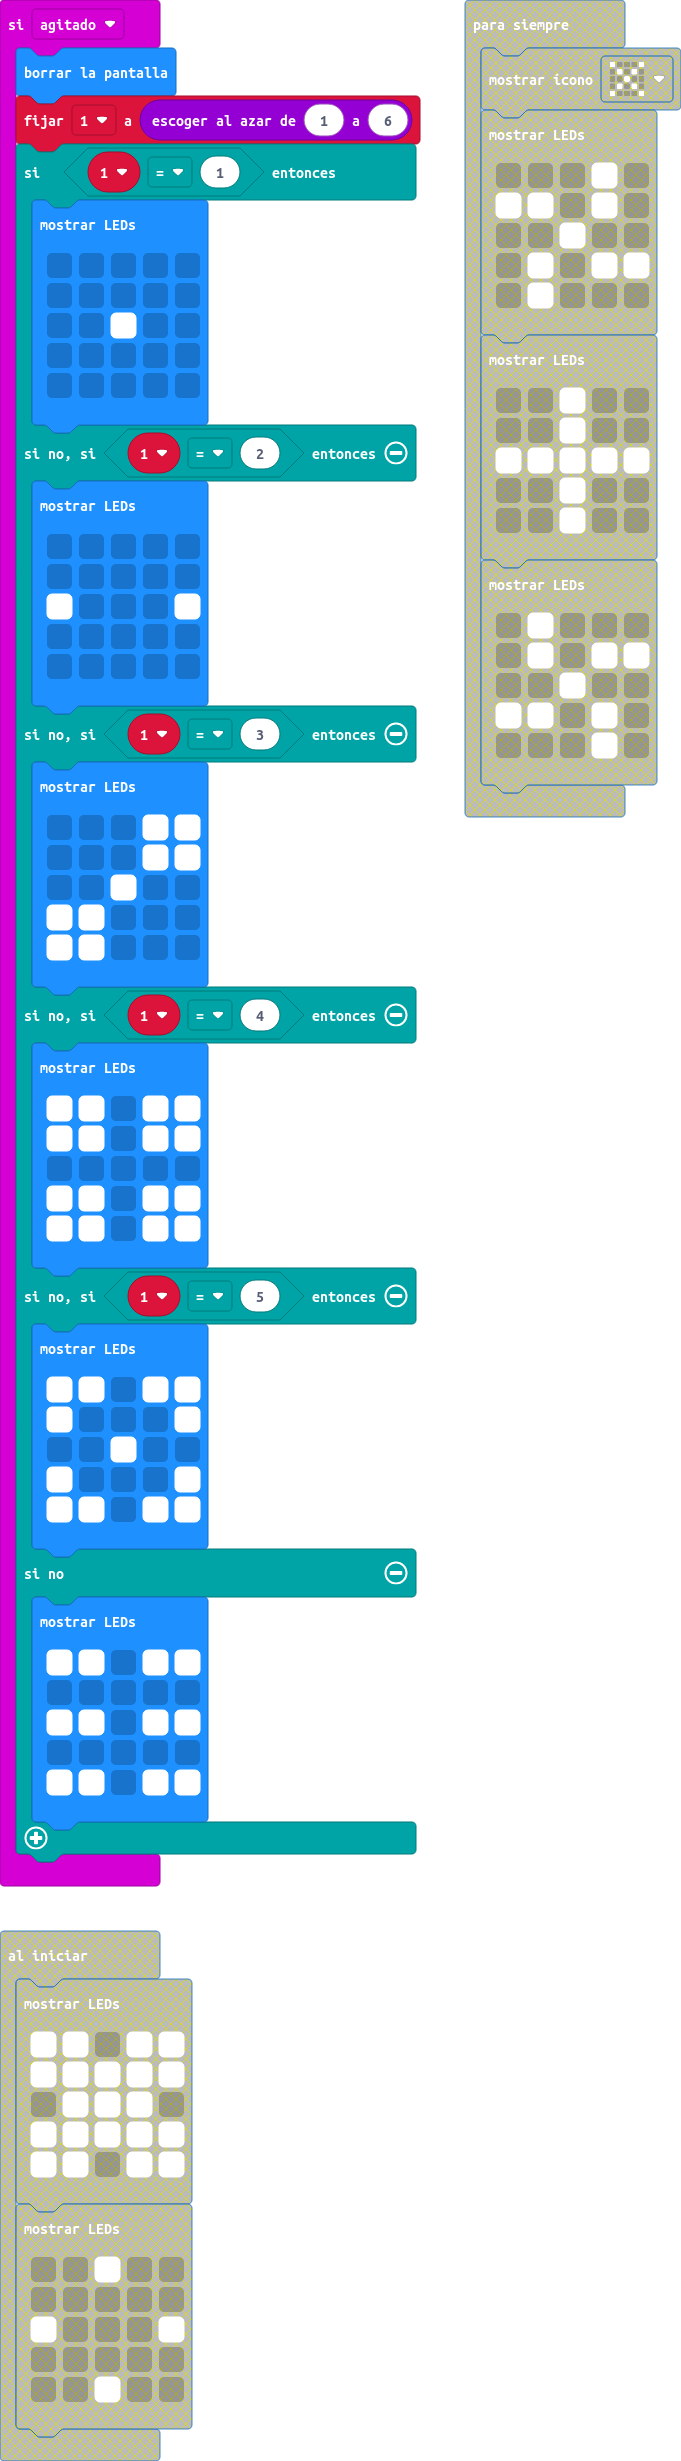 si agitado
borrar la pantalla
fijar 1 a escoger al azar de 1 a 6
si 1 = 1 entonces
mostrar LEDs
si no, si 1 = 2 entonces
mostrar LEDs
si no, si 1 = 3 entonces
mostrar LEDs
si no, si 1 = 4 entonces
mostrar LEDs
si no, si 1 = 5 entonces
mostrar LEDs
si no
mostrar LEDs
para siempre
mostrar ícono
mostrar LEDs
mostrar LEDs
mostrar LEDs
al iniciar
mostrar LEDs
mostrar LEDs